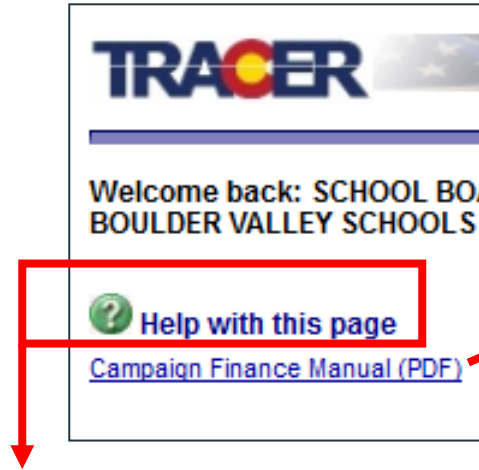 TRACER
Welcome back: SCHOOL BO
BOULDER VALLEY SCHOOLS
Help with this page
Campaign Finance Manual (PDF)